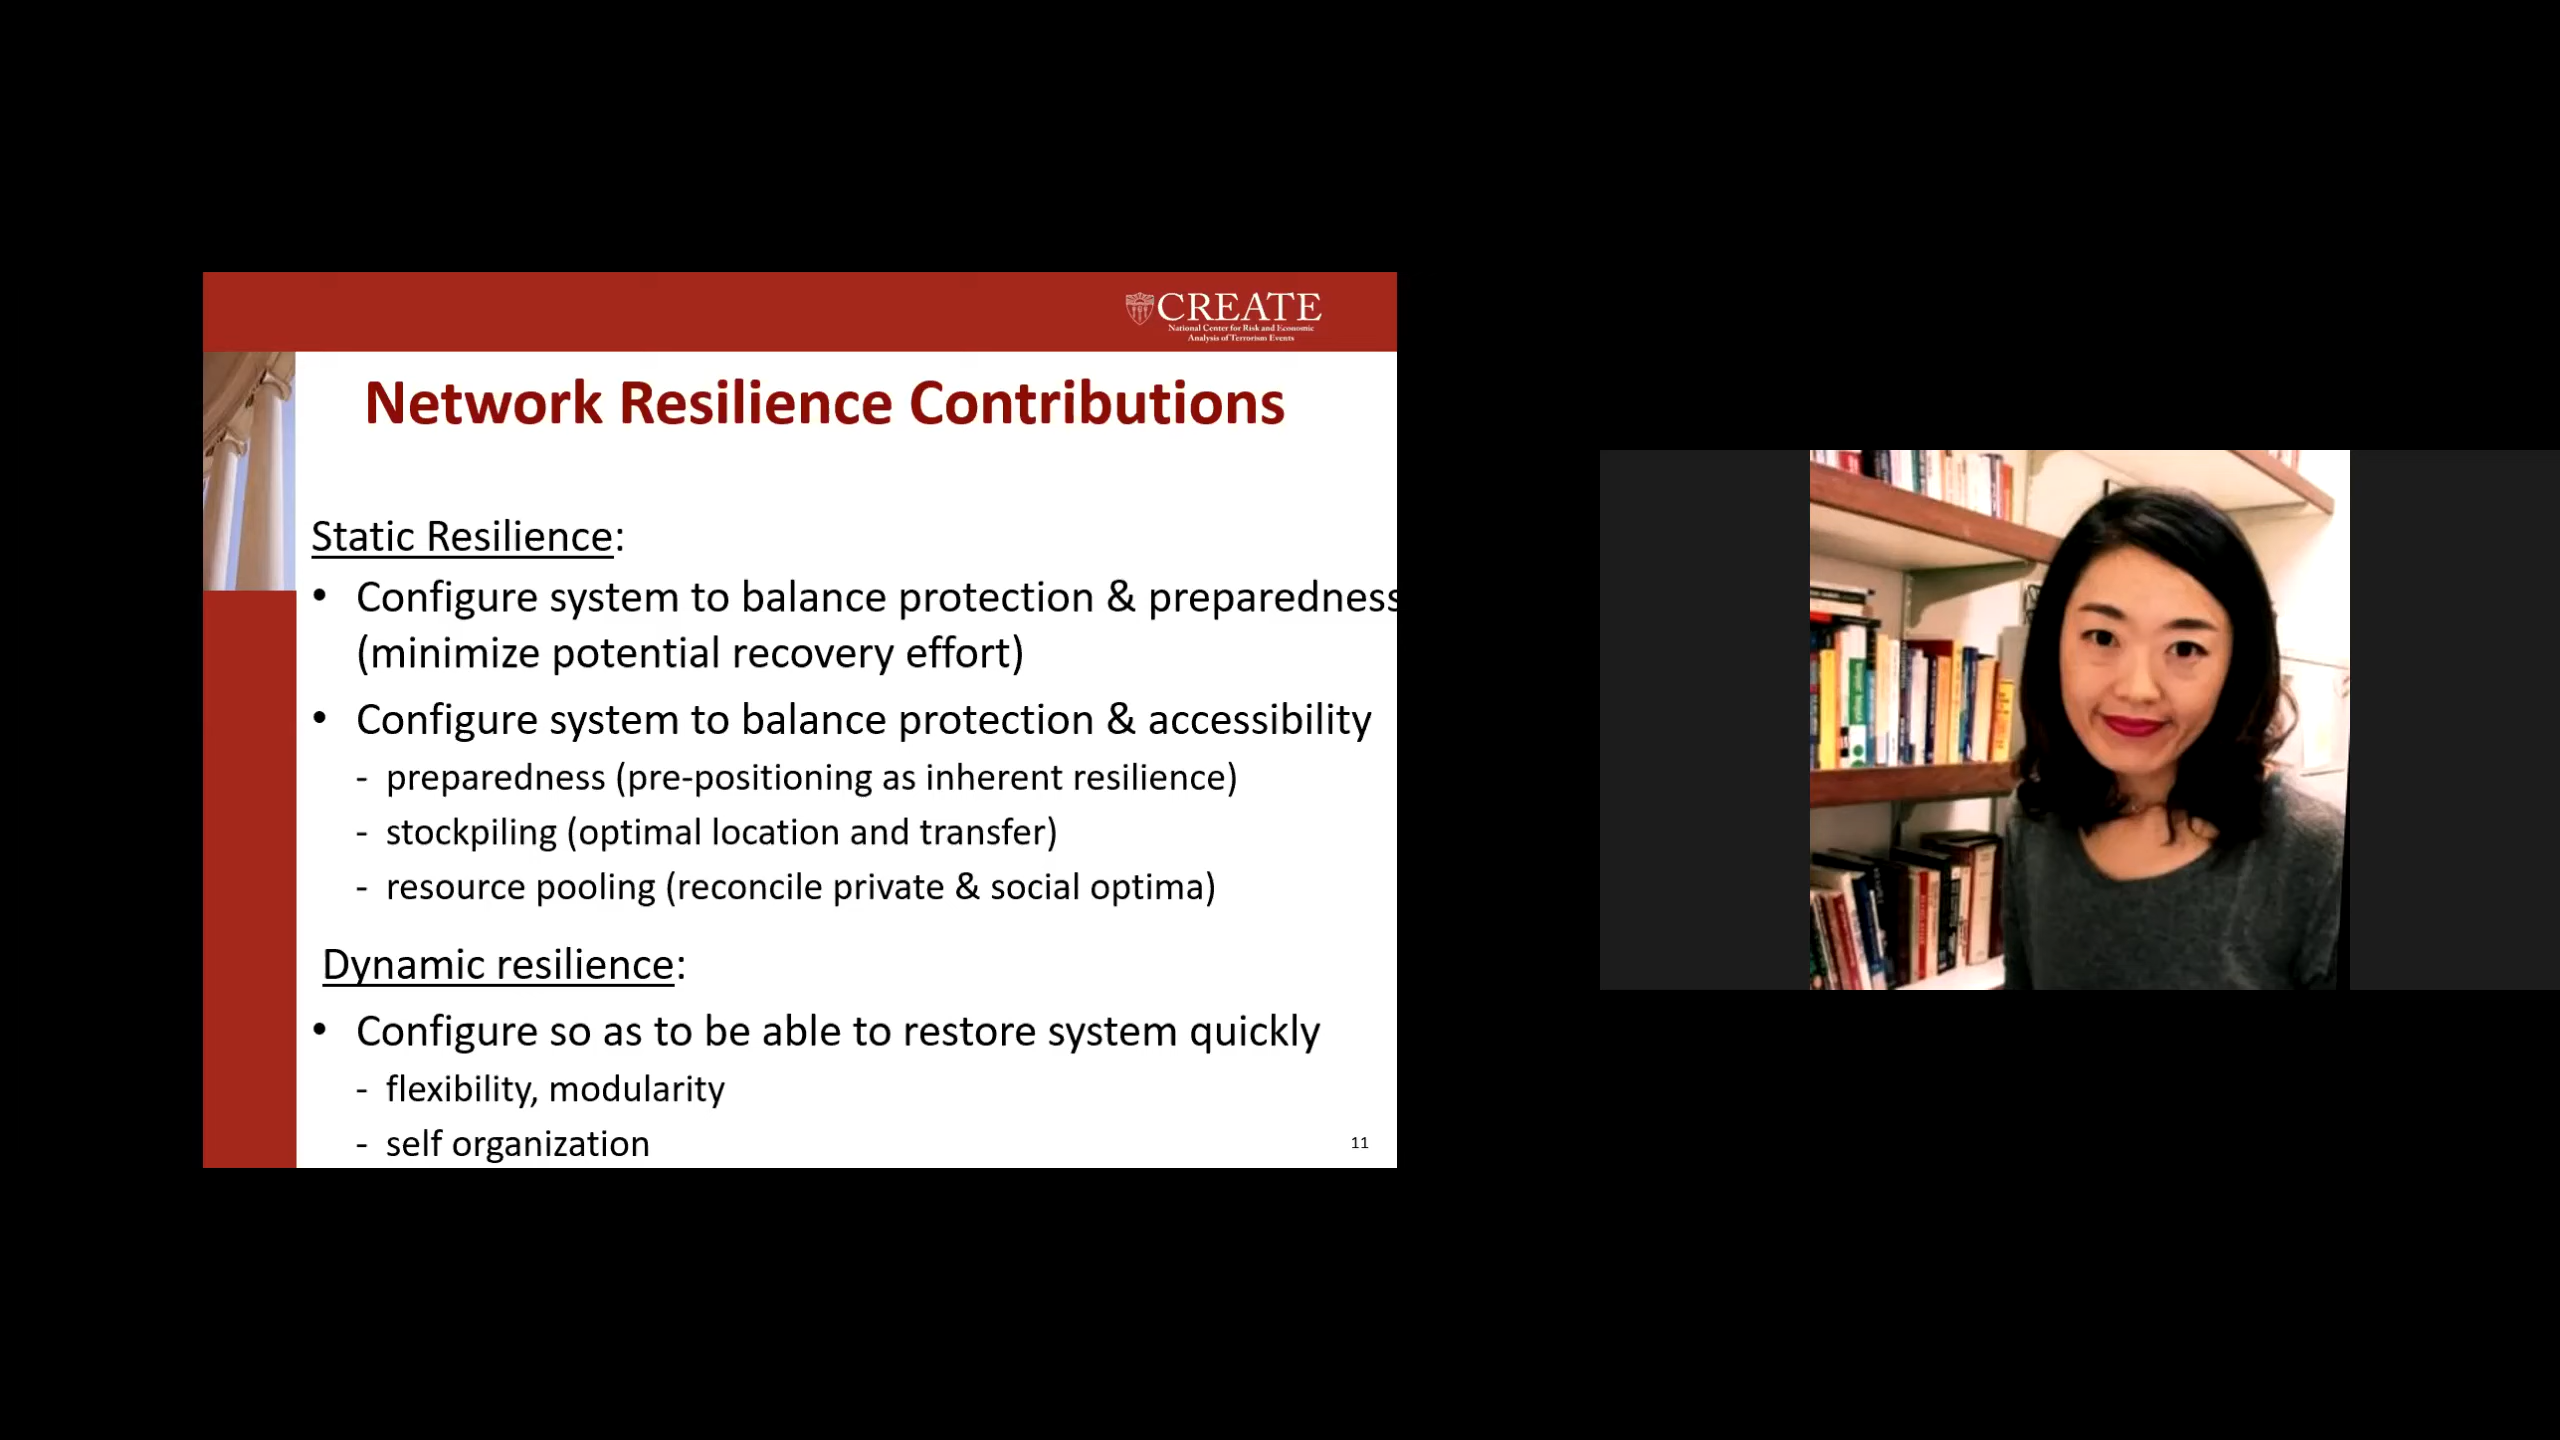 CREATE
National Center for Risk and Economic
Analysis of Terrorism Events
Network Resilience Contributions
Static Resilience:
• Configure system to balance protection & preparedness
(minimize potential recovery effort)
• Configure system to balance protection & accessibility
- preparedness (pre-positioning as inherent resilience)
- stockpiling (optimal location and transfer)
- resource pooling (reconcile private & social optima)
Dynamic resilience:
• Configure so as to be able to restore system quickly
- flexibility, modularity
- self organization
11